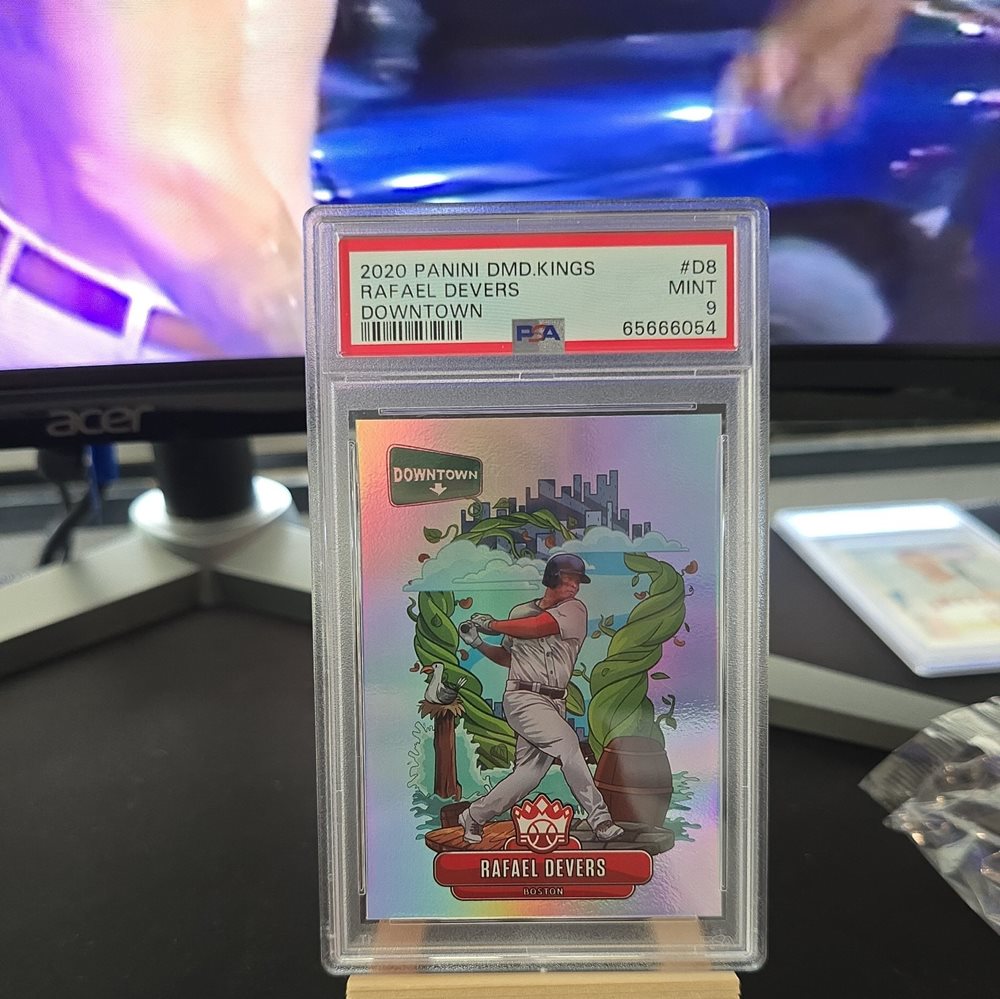 2020 PANINI DMD.KINGS #D8
RAFAEL DEVERS MINT
DOWNTOWN 9
PSA 65666054
acer
DOWNTOWN
RAFAEL DEVERS
BOSTON